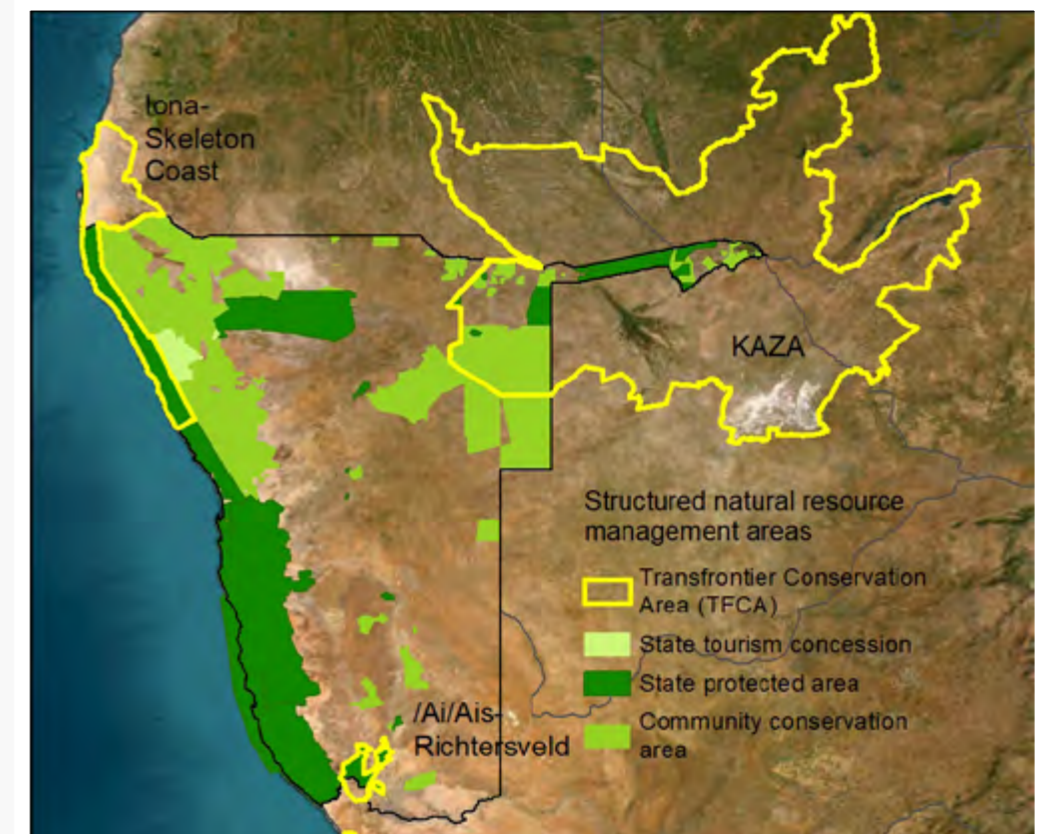 Iona-
Skeleton
Coast
KAZA
Structured natural resource
management areas
Transfrontier Conservation
Area (TFCA)
State tourism concession
State protected area
Community conservation
area
/Ai/Ais-
Richtersveld